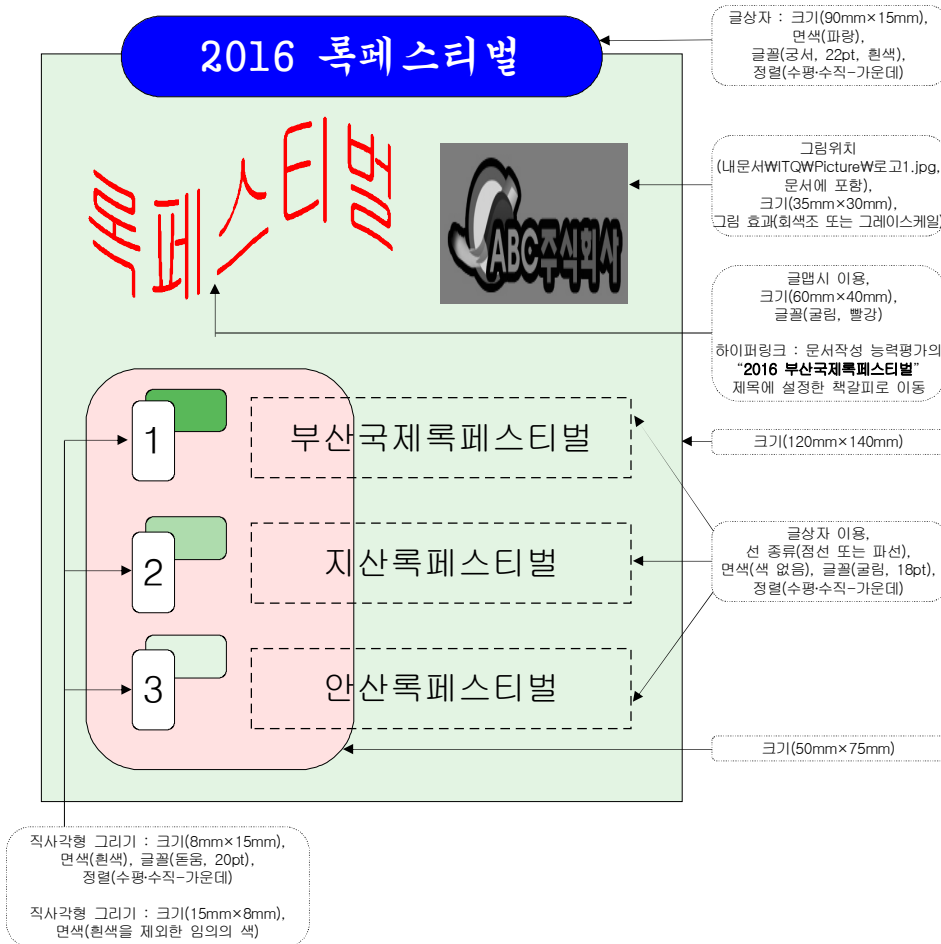 2016 록페스티벌
글상자 : 크기(90mm×15mm),
면색(파랑),
글꼴(궁서, 22pt, 흰색),
정렬(수평·수직-가운데)
록페스티벌
ABC주식회사
그림위치
(내문서₩ITQ₩Picture₩로고1.jpg,
문서에 포함),
크기(35mm×30mm),
그림 효과(회색조 또는 그레이스케일)
글맵시 이용,
크기(60mm×40mm),
글꼴(굴림, 빨강)
하이퍼링크 : 문서작성 능력평가의
“2016 부산국제록페스티벌”
제목에 설정한 책갈피로 이동
1
부산국제록페스티벌
크기(120mm×140mm)
2
지산록페스티벌
글상자 이용,
선 종류(점선 또는 파선),
면색(색 없음), 글꼴(굴림, 18pt),
정렬(수평·수직-가운데)
3
안산록페스티벌
크기(50mm×75mm)
직사각형 그리기 : 크기(8mm×15mm),
면색(흰색), 글꼴(돋움, 20pt),
정렬(수평·수직-가운데)
직사각형 그리기 : 크기(15mm×8mm),
면색(흰색을 제외한 임의의 색)